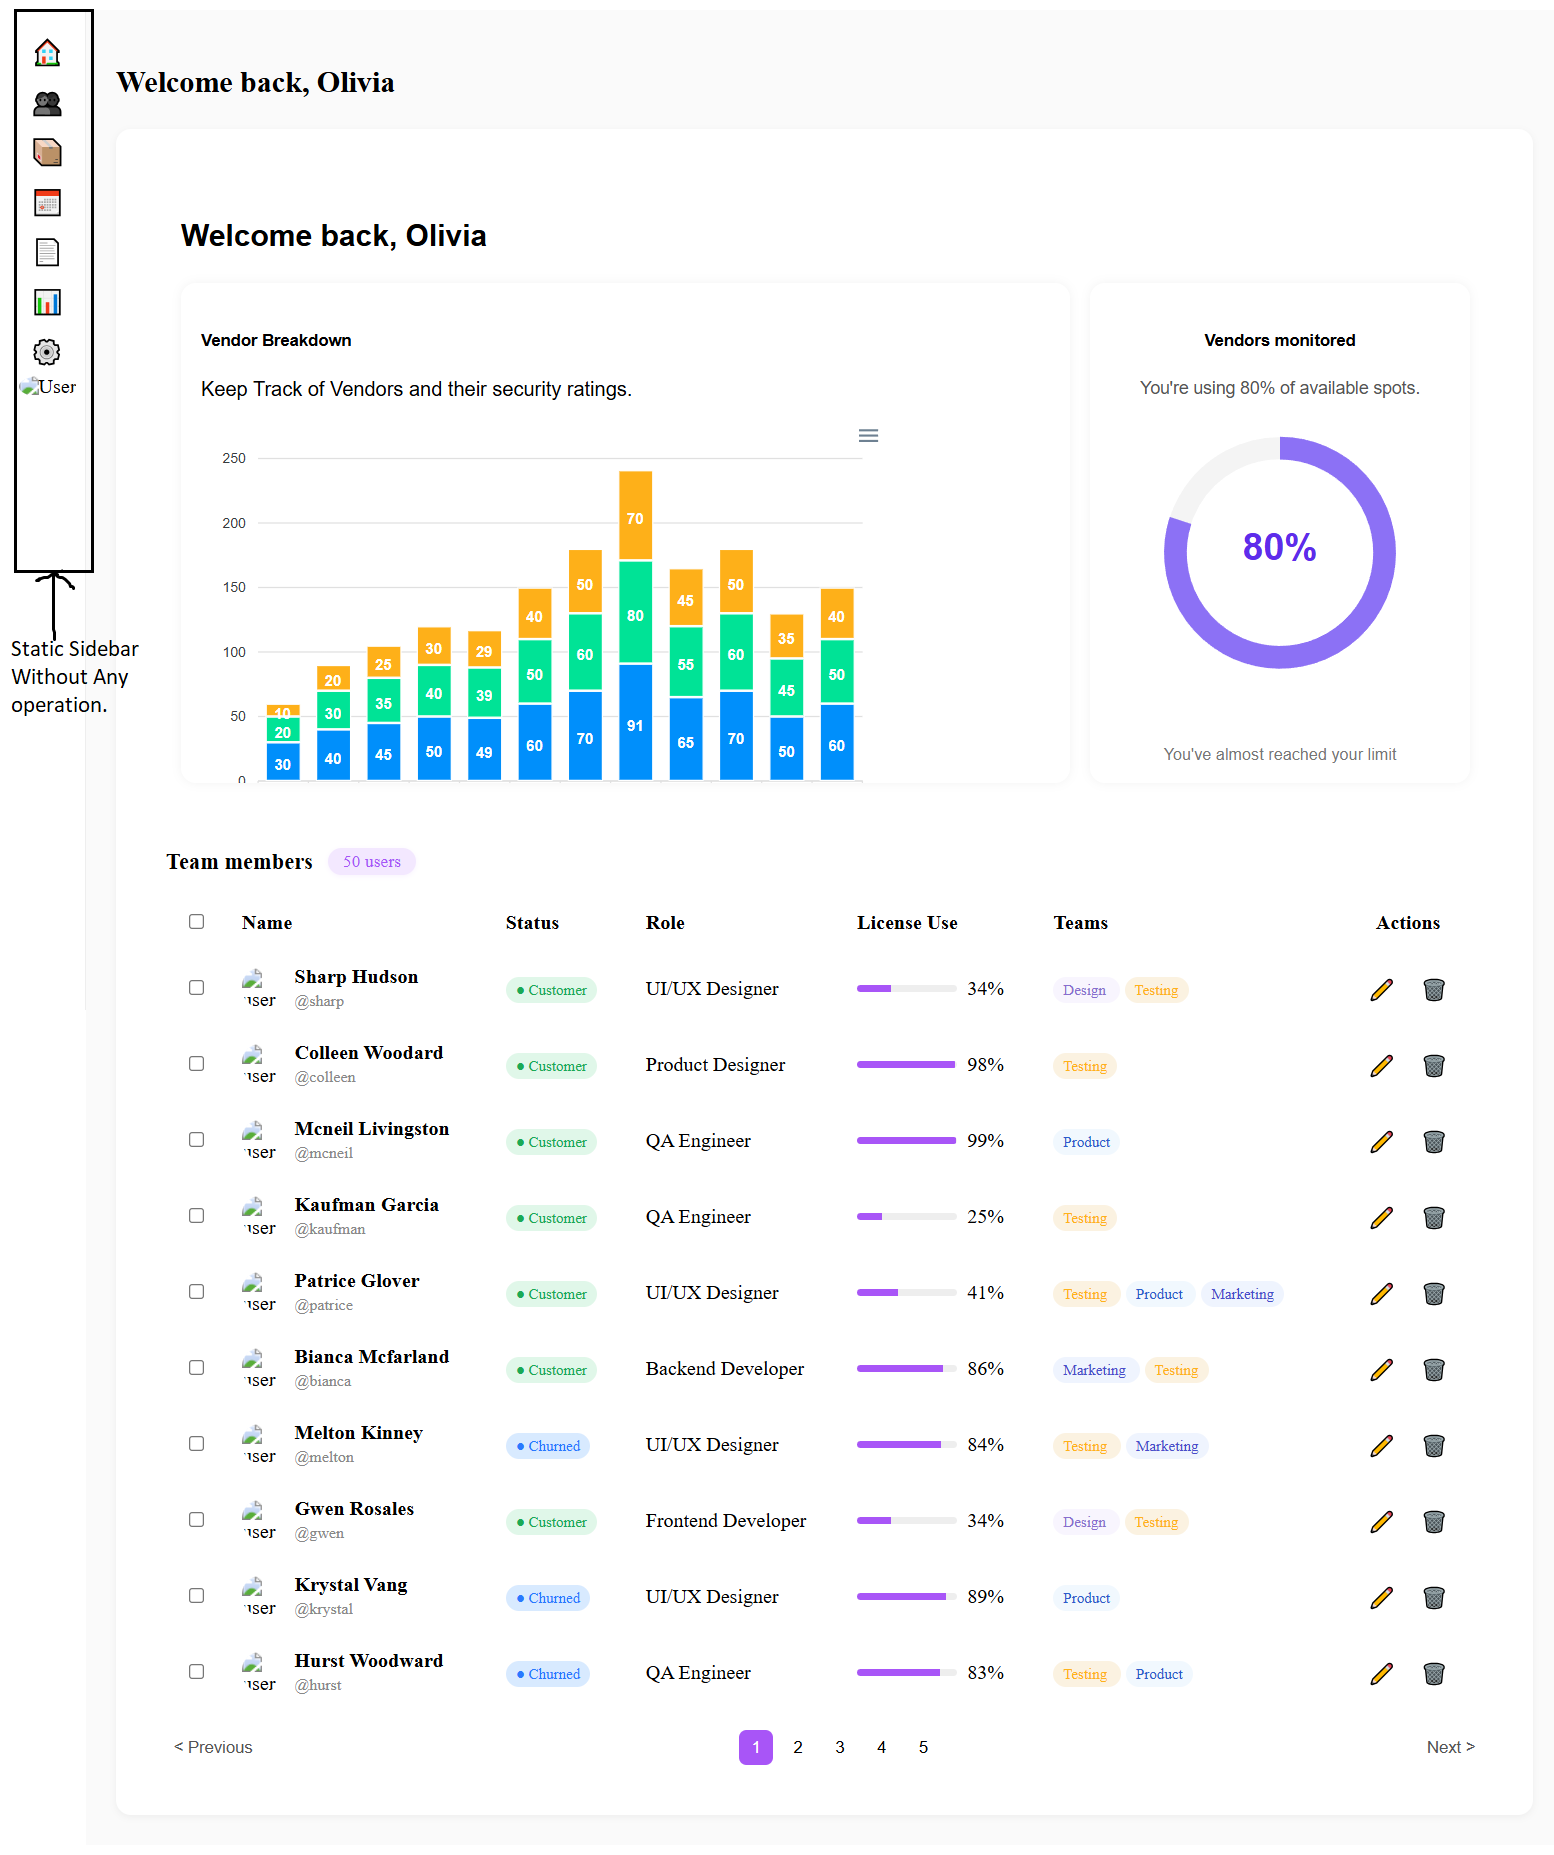 Welcome back, Olivia
User
Static Sidebar
Without Any
operation.
Welcome back, Olivia
Vendor Breakdown
Keep Track of Vendors and their security ratings.
250
200
150
100
50
0
10
20
30
20
30
40
25
35
45
30
40
50
29
39
49
40
50
60
50
60
70
70
80
91
45
55
65
50
60
70
35
45
50
40
50
60
Vendors monitored
You're using 80% of available spots.
80%
You've almost reached your limit
Team members 50 users
Name Status Role License Use Teams Actions
user Sharp Hudson @sharp Customer UI/UX Designer 34% Design Testing
user Colleen Woodard @colleen Customer Product Designer 98% Testing
user Mcneil Livingston @mcneil Customer QA Engineer 99% Product
user Kaufman Garcia @kaufman Customer QA Engineer 25% Testing
user Patrice Glover @patrice Customer UI/UX Designer 41% Testing Product Marketing
user Bianca Mcfarland @bianca Customer Backend Developer 86% Marketing Testing
user Melton Kinney @melton Churned UI/UX Designer 84% Testing Marketing
user Gwen Rosales @gwen Customer Frontend Developer 34% Design Testing
user Krystal Vang @krystal Churned UI/UX Designer 89% Product
user Hurst Woodward @hurst Churned QA Engineer 83% Testing Product
< Previous 1 2 3 4 5 Next >